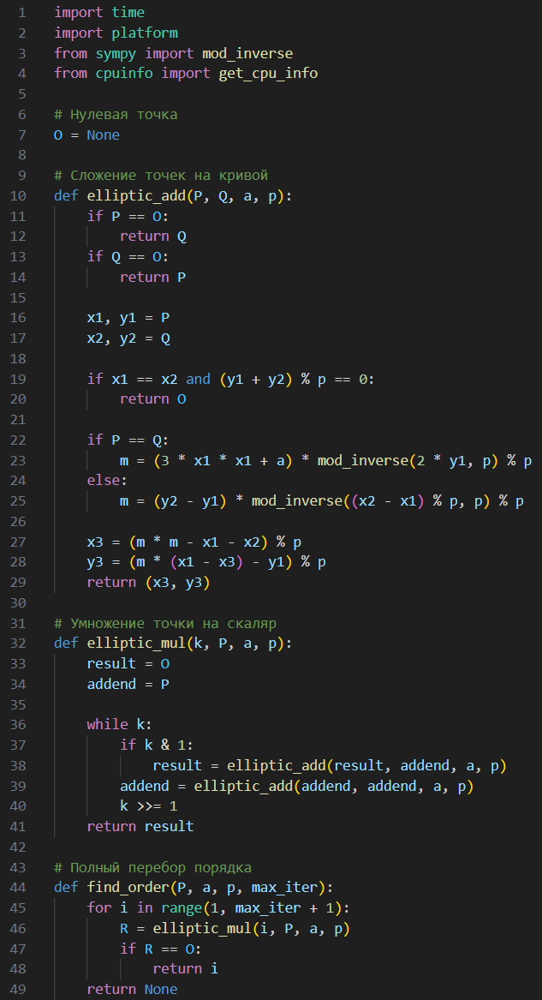 1 import time
2 import platform
3 from sympy import mod_inverse
4 from cpuinfo import get_cpu_info
5
6 # Нулевая точка
7 O = None
8
9 # Сложение точек на кривой
10 def elliptic_add(P, Q, a, p):
11     if P == O:
12         return Q
13     if Q == O:
14         return P
15
16     x1, y1 = P
17     x2, y2 = Q
18
19     if x1 == x2 and (y1 + y2) % p == 0:
20         return O
21
22     if P == Q:
23         m = (3 * x1 * x1 + a) * mod_inverse(2 * y1, p) % p
24     else:
25         m = (y2 - y1) * mod_inverse((x2 - x1) % p, p) % p
26
27     x3 = (m * m - x1 - x2) % p
28     y3 = (m * (x1 - x3) - y1) % p
29     return (x3, y3)
30
31 # Умножение точки на скаляр
32 def elliptic_mul(k, P, a, p):
33     result = O
34     addend = P
35
36     while k:
37         if k & 1:
38             result = elliptic_add(result, addend, a, p)
39         addend = elliptic_add(addend, addend, a, p)
40         k >>= 1
41     return result
42
43 # Полный перебор порядка
44 def find_order(P, a, p, max_iter):
45     for i in range(1, max_iter + 1):
46         R = elliptic_mul(i, P, a, p)
47         if R == O:
48             return i
49     return None